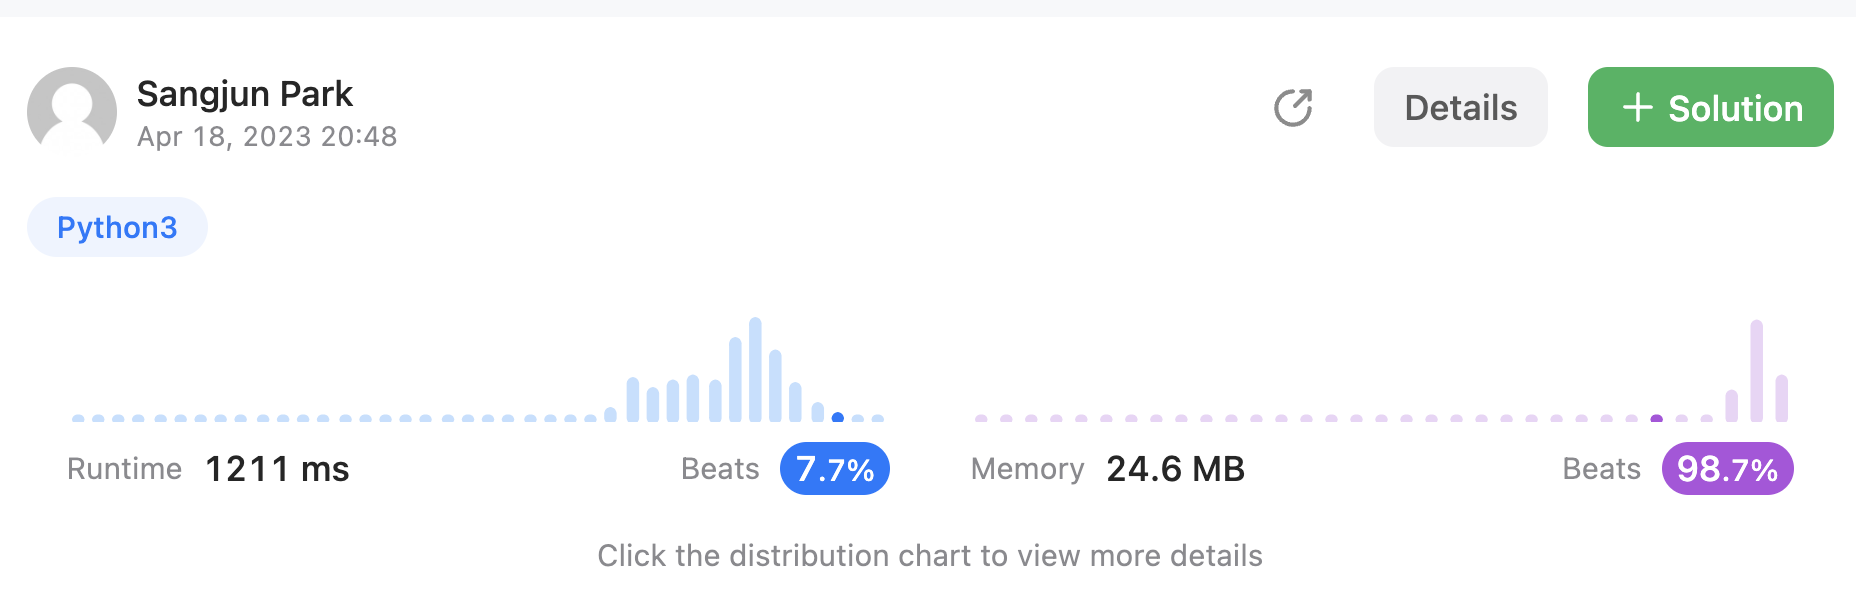 Sangjun Park
Apr 18, 2023 20:48
Details
+ Solution
Python3
Runtime 1211 ms
Beats 7.7%
Memory 24.6 MB
Beats 98.7%
Click the distribution chart to view more details